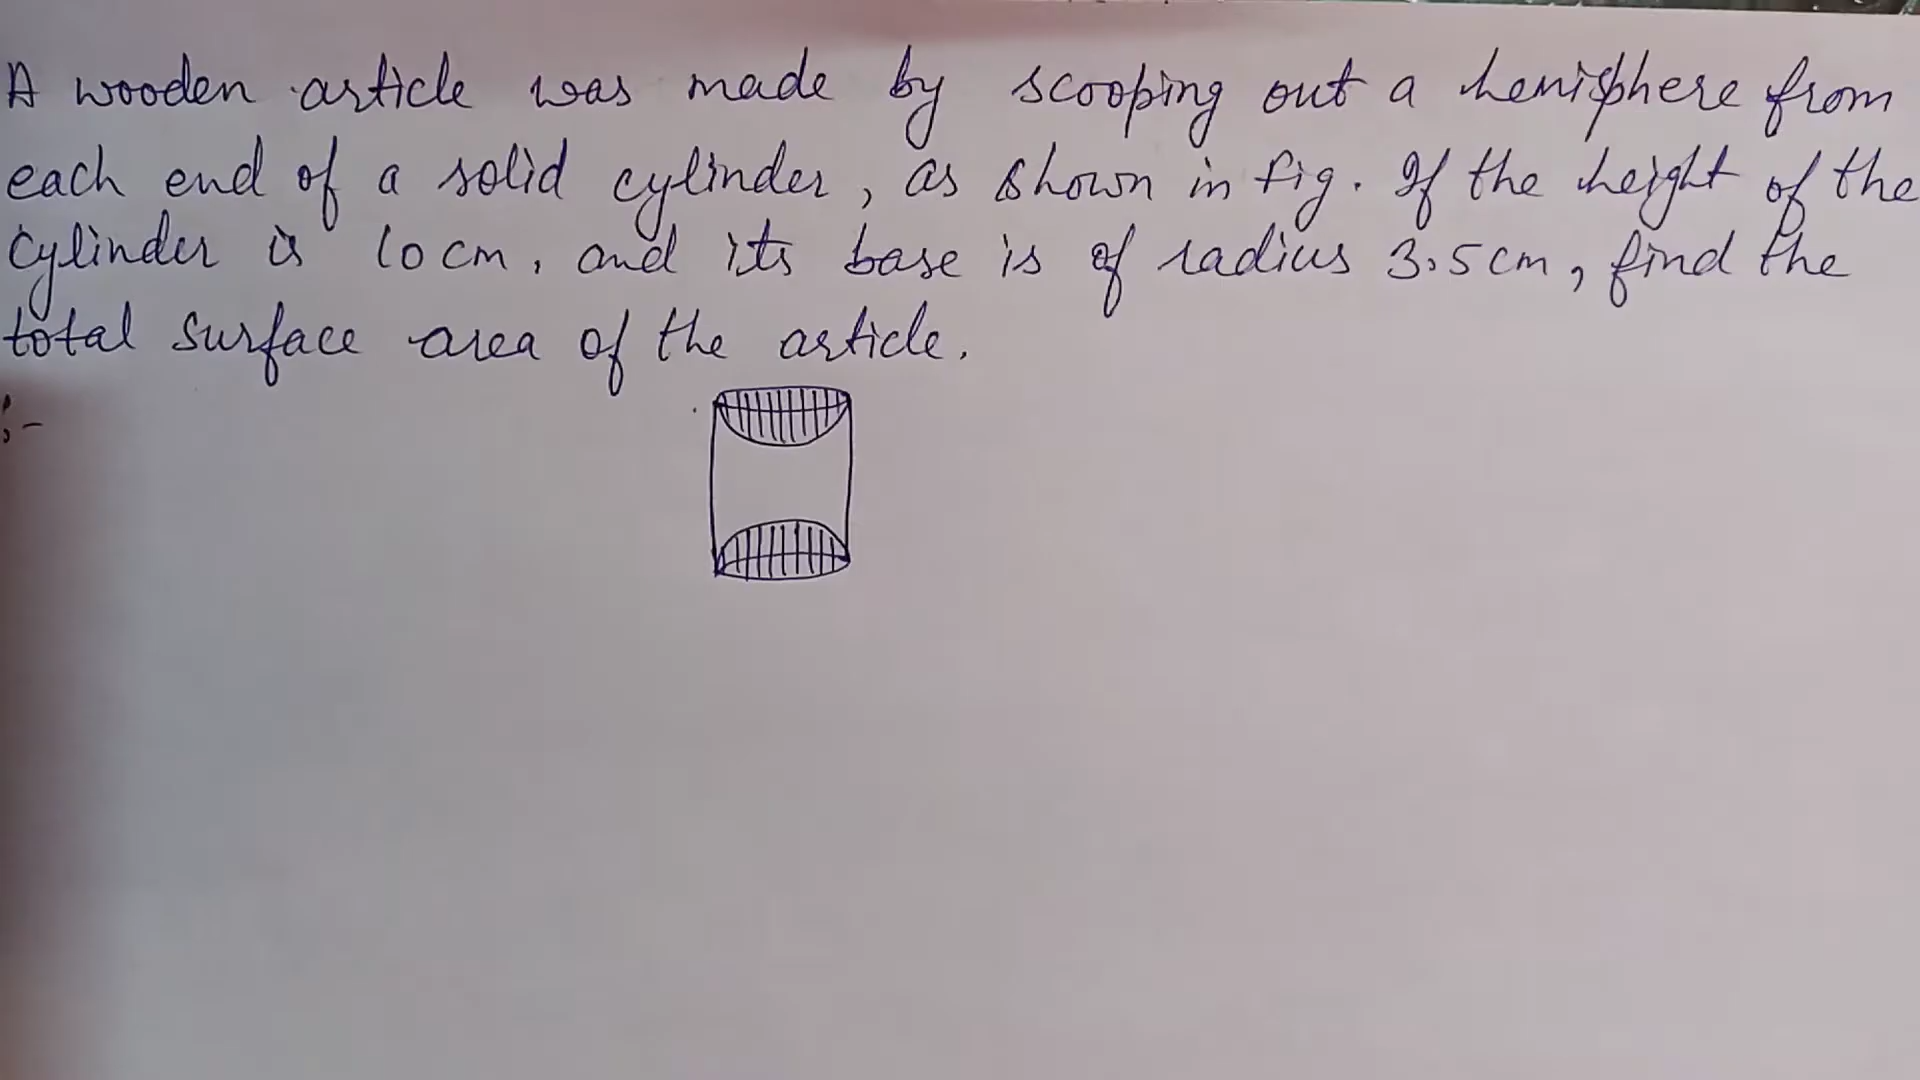 A wooden article was made by scooping out a hemisphere from
each end of a solid cylinder, as shown in fig. If the height of the
cylinder is 10 cm, and its base is of radius 3.5 cm, find the
total surface area of the article.
:-